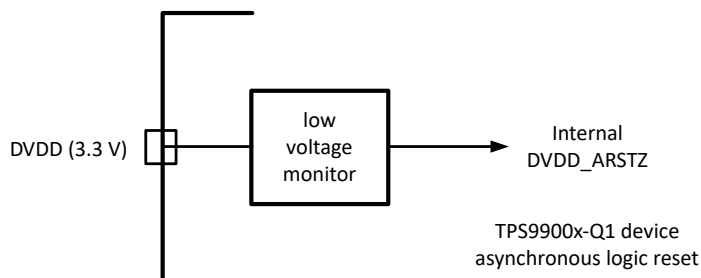 low
voltage
monitor
DVDD (3.3 V)
Internal
DVDD_ARSTZ
TPS9900x-Q1 device
asynchronous logic reset